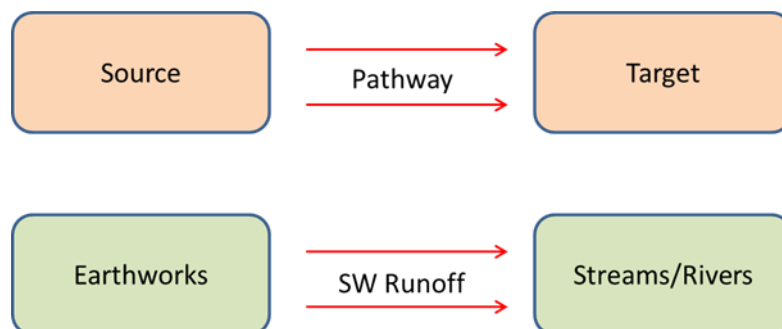 Source
Pathway
Target
Earthworks
SW Runoff
Streams/Rivers